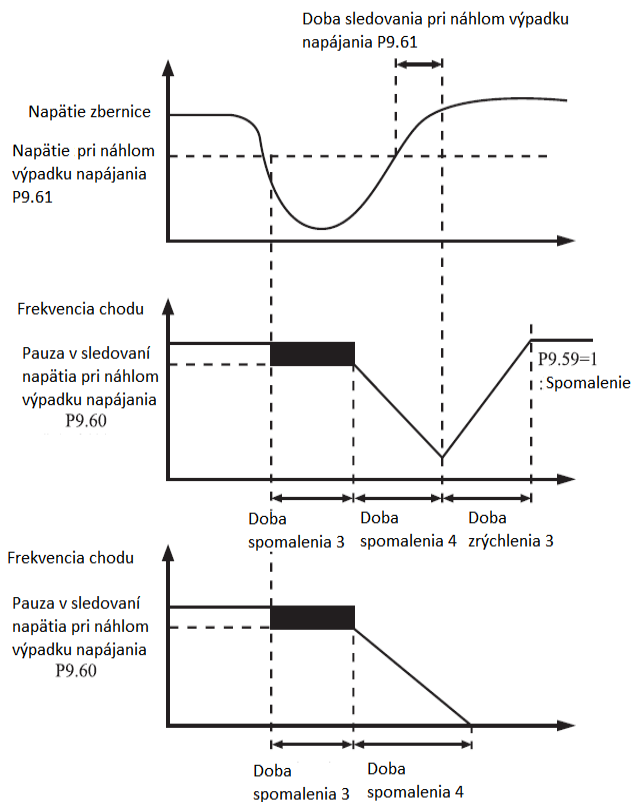 Doba sledovania pri náhlom výpadku
napájania P9.61
Napätie zbernice
Napätie pri náhlom
výpadku napájania
P9.61
Frekvencia chodu
Pauza v sledovaní
napätia pri náhlom
výpadku napájania
P9.60
P9.59=1
: Spomalenie
Doba
spomalenia 3
Doba
spomalenia 4
Doba
zrýchlenia 3
Frekvencia chodu
Pauza v sledovaní
napätia pri náhlom
výpadku napájania
P9.60
Doba
spomalenia 3
Doba
spomalenia 4